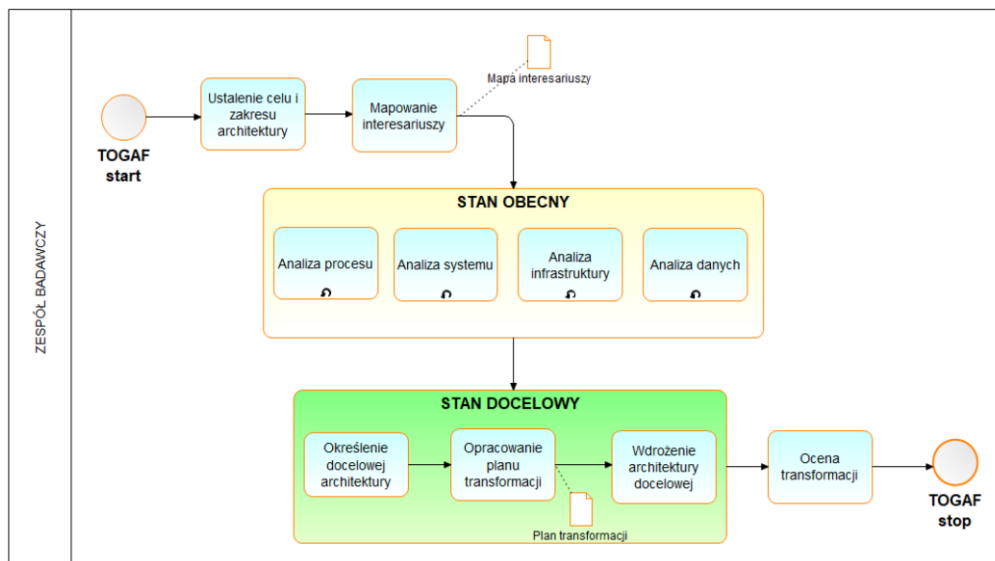 ZESPÓŁ BADAWCZY
TOGAF
start
Ustalenie celu i
zakresu
architektury
Mapowanie
interesariuszy
Mapa interesariuszy
STAN OBECNY
Analiza procesu
Analiza systemu
Analiza
infrastruktury
Analiza danych
STAN DOCELOWY
Określenie
docelowej
architektury
Opracowanie
planu
transformacji
Plan transformacji
Wdrożenie
architektury
docelowej
Ocena
transformacji
TOGAF
stop